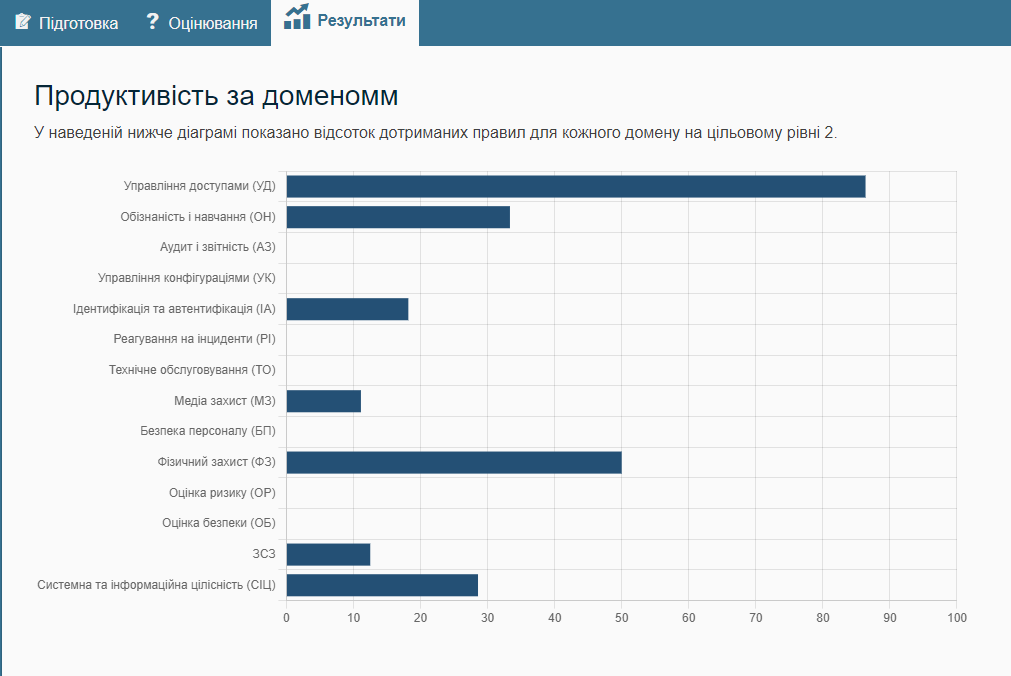 Підготовка
? Оцінювання
Результати
Продуктивість за доменомм
У наведеній нижче діаграмі показано відсоток дотриманих правил для кожного домену на цільовому рівні 2.
Управління доступами (УД)
Обізнаність і навчання (ОН)
Аудит і звітність (АЗ)
Управління конфігураціями (УК)
Ідентифікація та автентифікація (ІА)
Реагування на інциденти (РІ)
Технічне обслуговування (ТО)
Медіа захист (МЗ)
Безпека персоналу (БП)
Фізичний захист (ФЗ)
Оцінка ризику (ОР)
Оцінка безпеки (ОБ)
ЗСЗ
Системна та інформаційна цілісність (СІЦ)
0 10 20 30 40 50 60 70 80 90 100